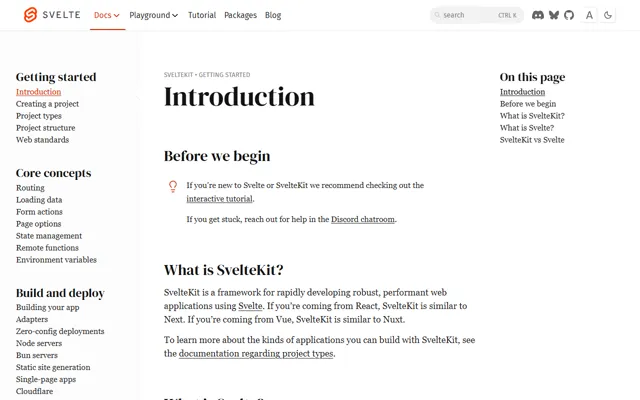 SVELTE
Docs
Playground
Tutorial
Packages
Blog
search
CTRL K
A
Getting started
Introduction
Creating a project
Project types
Project structure
Web standards
Core concepts
Routing
Loading data
Form actions
Page options
State management
Remote functions
Environment variables
Build and deploy
Building your app
Adapters
Zero-config deployments
Node servers
Bun servers
Static site generation
Single-page apps
Cloudflare
SVELTEKIT • GETTING STARTED
Introduction
Before we begin
If you're new to Svelte or SvelteKit we recommend checking out the
interactive tutorial.
If you get stuck, reach out for help in the Discord chatroom.
What is SvelteKit?
SvelteKit is a framework for rapidly developing robust, performant web
applications using Svelte. If you're coming from React, SvelteKit is similar to
Next. If you're coming from Vue, SvelteKit is similar to Nuxt.
To learn more about the kinds of applications you can build with SvelteKit, see
the documentation regarding project types.
What is Svelte?
On this page
Introduction
Before we begin
What is SvelteKit?
What is Svelte?
SvelteKit vs Svelte